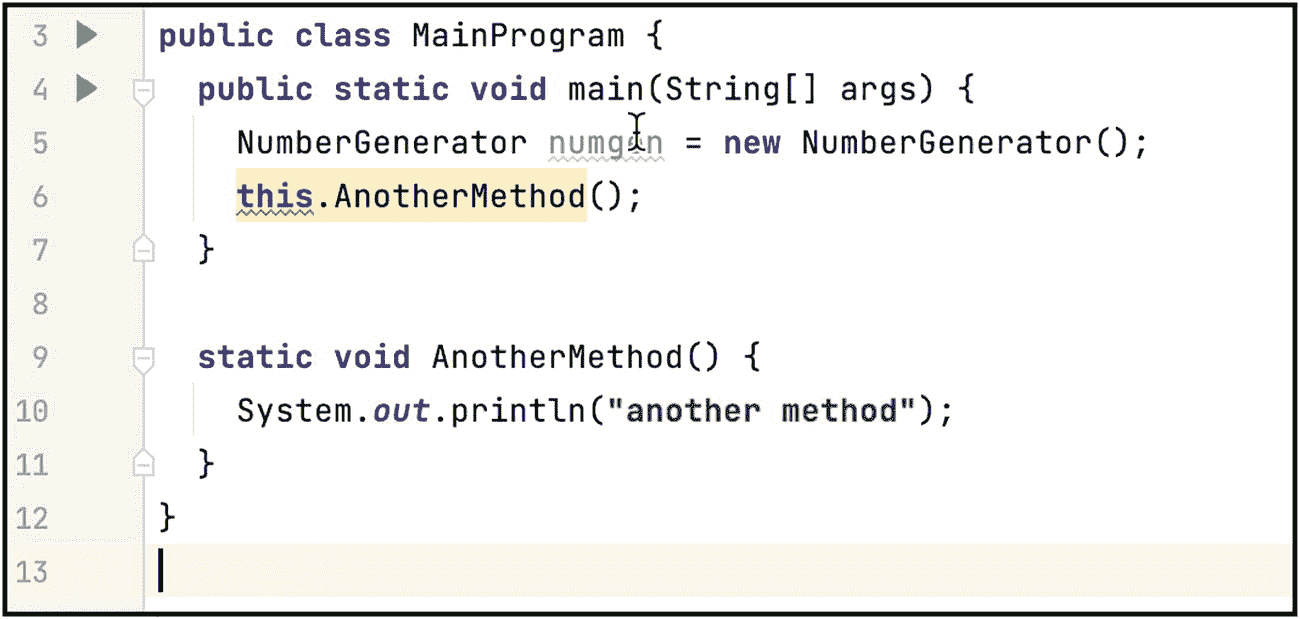 3 public class MainProgram {
4 public static void main(String[] args) {
5 NumberGenerator numgen = new NumberGenerator();
6 this.AnotherMethod();
7 }
8
9 static void AnotherMethod() {
10 System.out.println("another method");
11 }
12 }
13